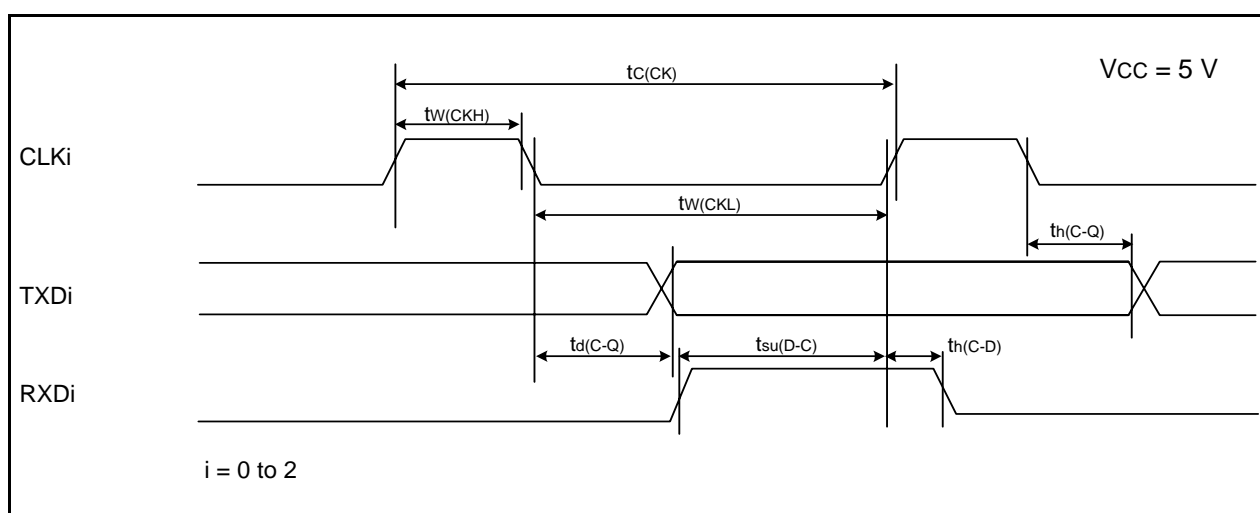 tC(CK)
VCC = 5 V
tW(CKH)
CLKi
tW(CKL)
th(C-Q)
TXDi
td(C-Q)
tsu(D-C)
th(C-D)
RXDi
i = 0 to 2